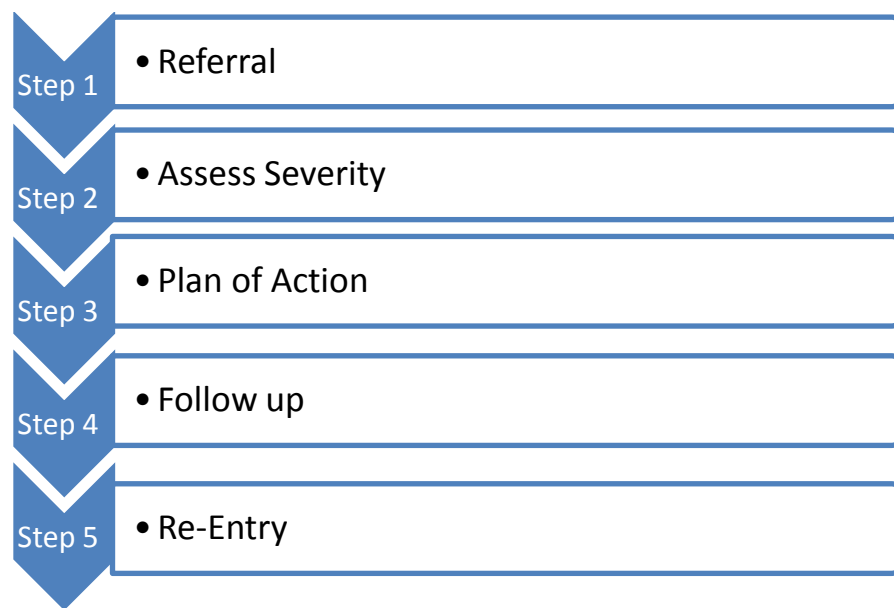 Step 1
• Referral
Step 2
• Assess Severity
Step 3
• Plan of Action
Step 4
• Follow up
Step 5
• Re-Entry